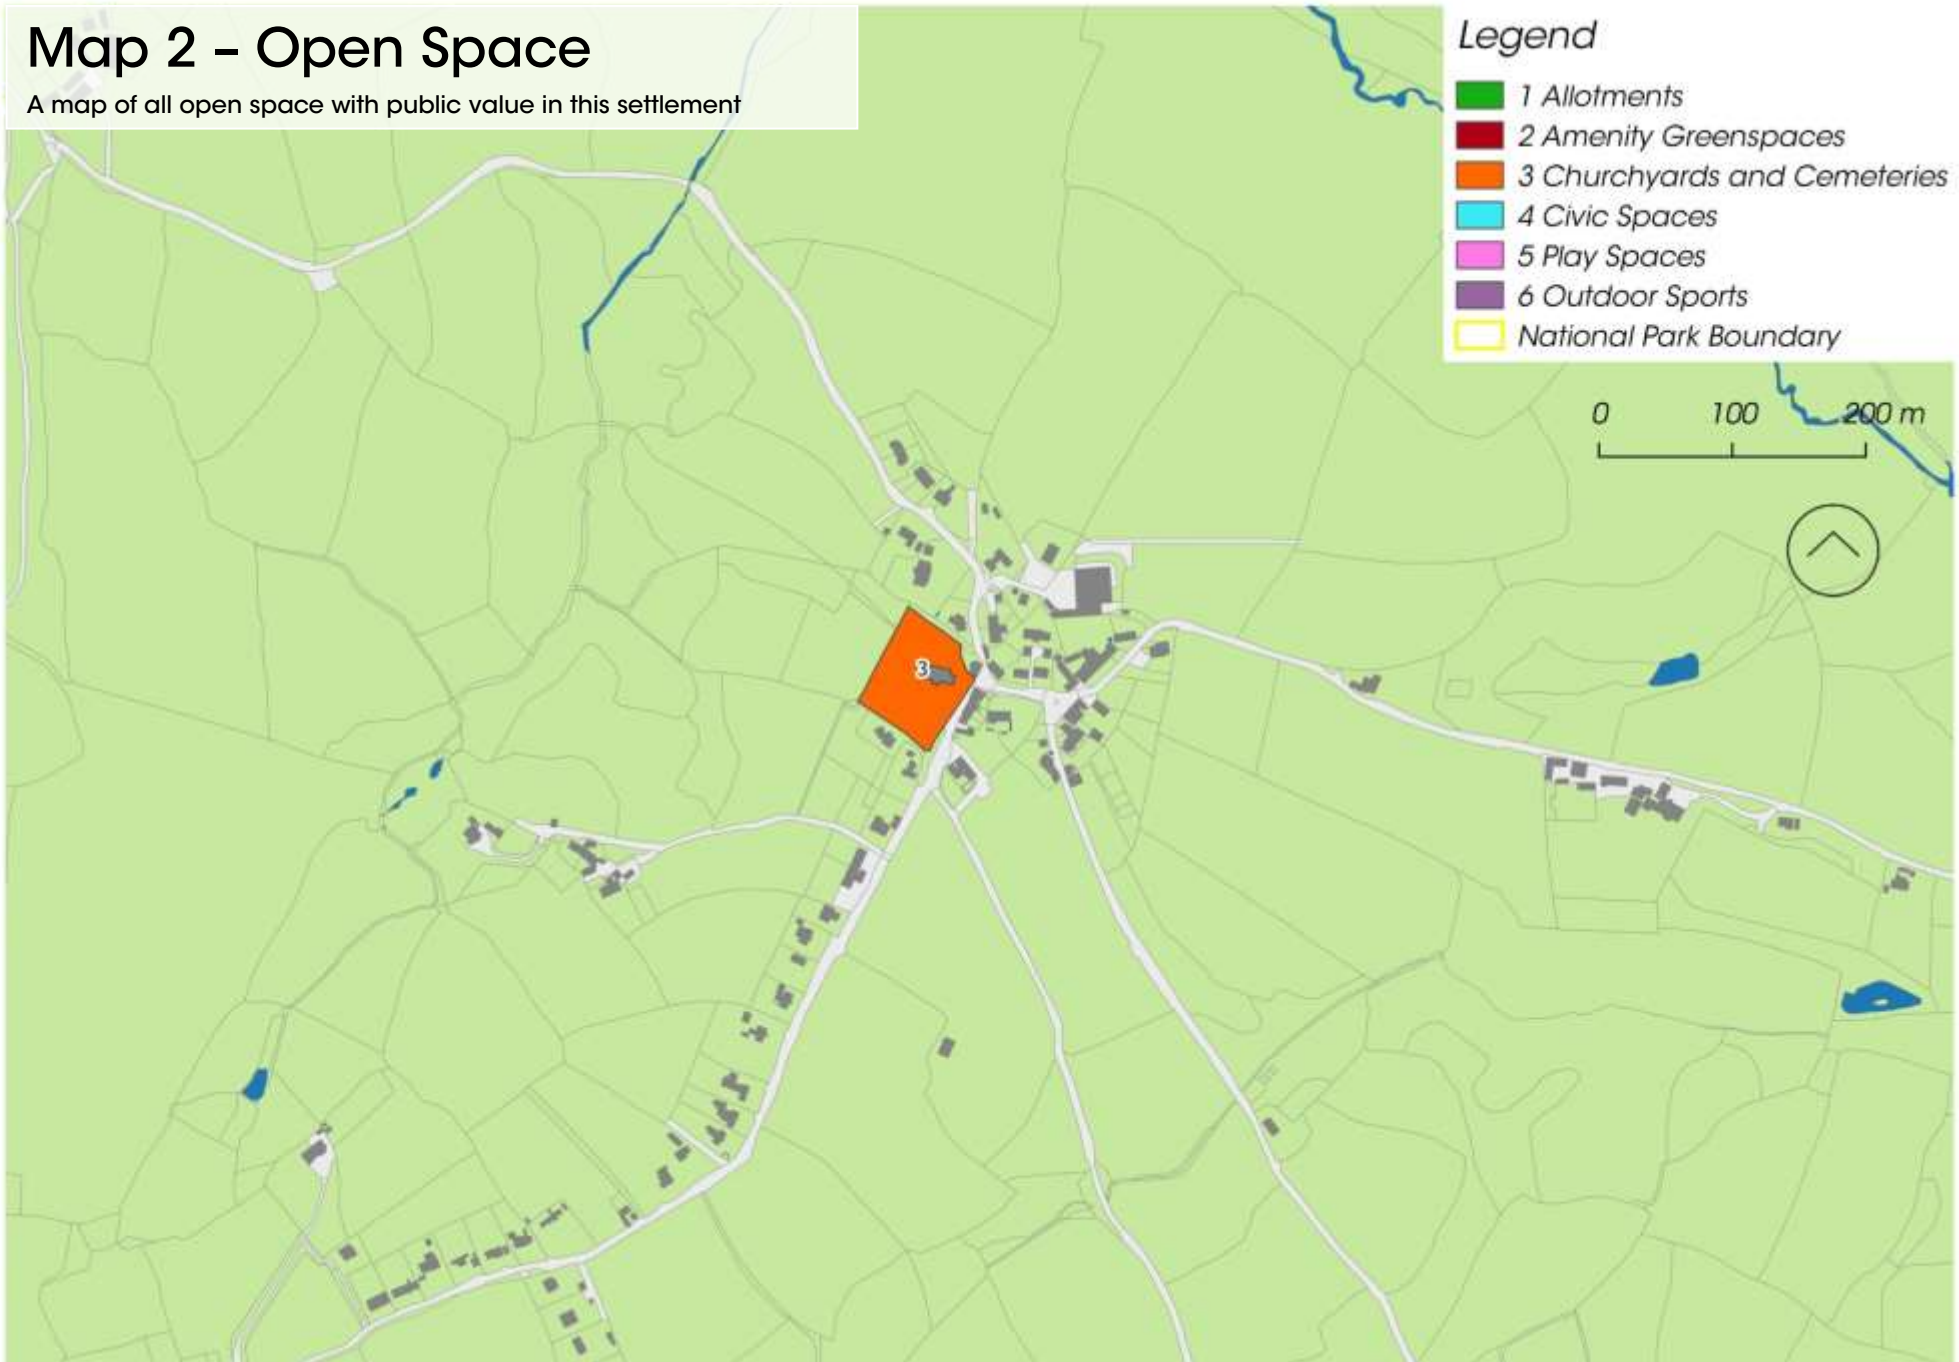 Map 2 – Open Space
A map of all open space with public value in this settlement
Legend
1 Allotments
2 Amenity Greenspaces
3 Churchyards and Cemeteries
4 Civic Spaces
5 Play Spaces
6 Outdoor Sports
National Park Boundary
0 100 200 m
3